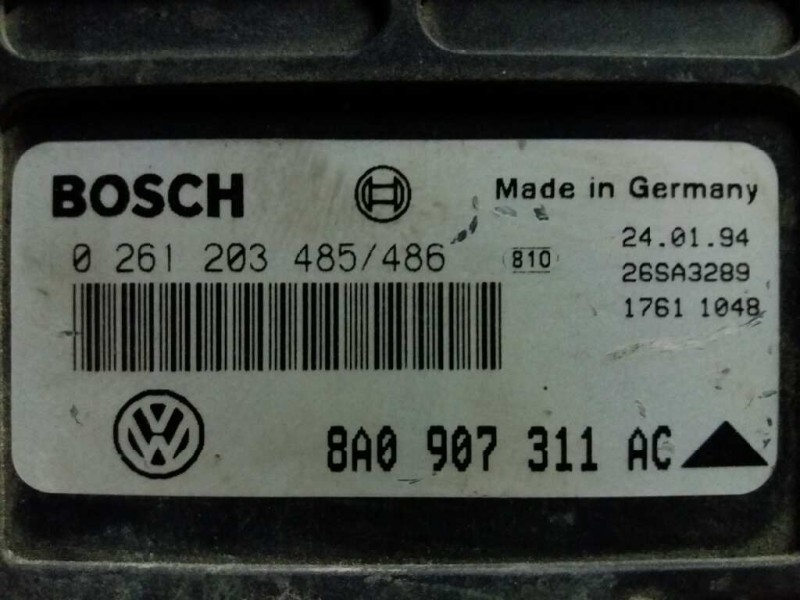 BOSCH
Made in Germany
0 261 203 485/486
810
24.01.94
26SA3289
1761 1048
8A0 907 311 AC